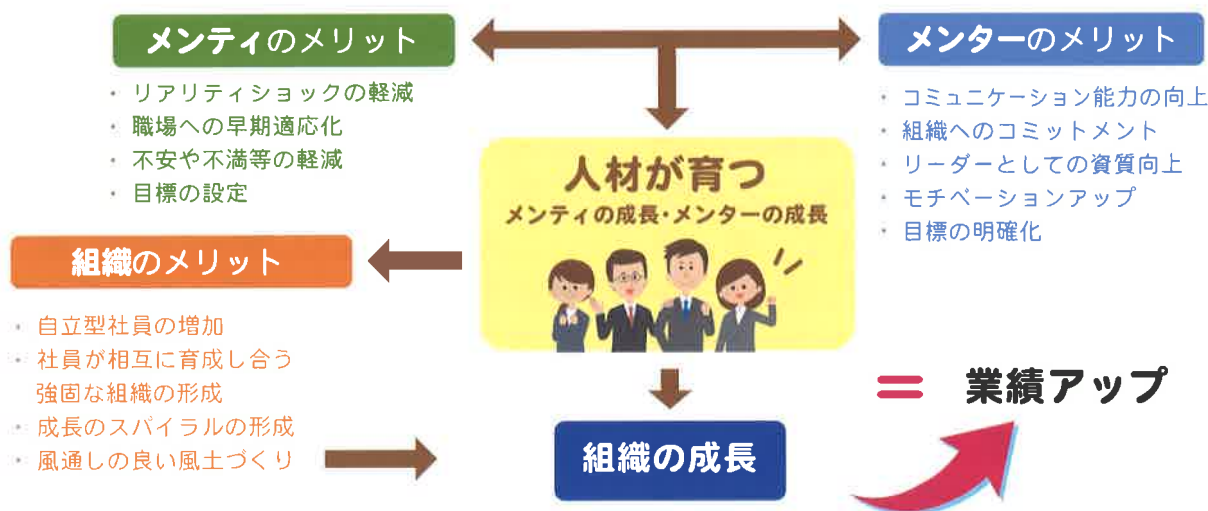 メンティのメリット
・ リアリティショックの軽減
・ 職場への早期適応化
・ 不安や不満等の軽減
・ 目標の設定
メンターのメリット
・ コミュニケーション能力の向上
・ 組織へのコミットメント
・ リーダーとしての資質向上
・ モチベーションアップ
・ 目標の明確化
人材が育つ
メンティの成長・メンターの成長
組織のメリット
・ 自立型社員の増加
・ 社員が相互に育成し合う
強固な組織の形成
・ 成長のスパイラルの形成
・ 風通しの良い風土づくり
組織の成長
= 業績アップ